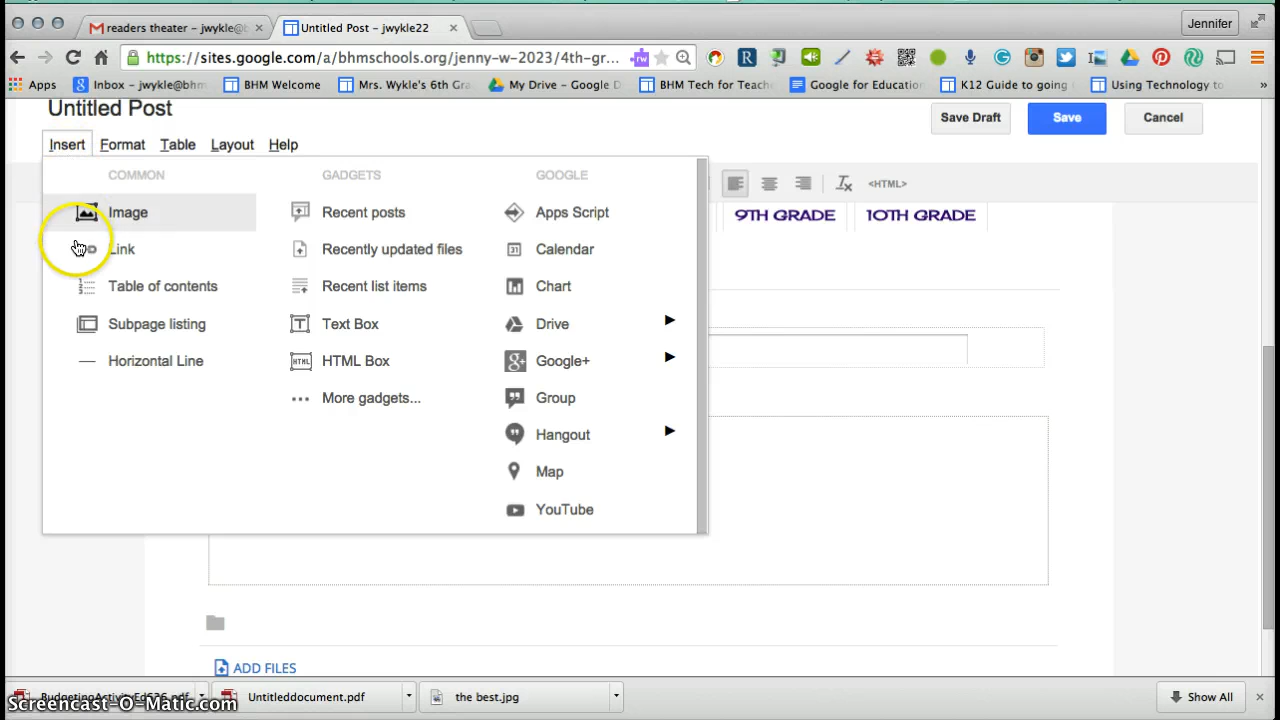 readers theater – jwykle@b
Untitled Post - jwykle22
Jennifer
https://sites.google.com/a/bhmschools.org/jenny-w-2023/4th-gr...
Apps
Inbox – jwykle@bhm
BHM Welcome
Mrs. Wykle's 6th Gra
My Drive – Google D
BHM Tech for Teache
Google for Education
K12 Guide to going
Using Technology to
»
Untitled Post
Save Draft
Save
Cancel
Insert
Format
Table
Layout
Help
COMMON
GADGETS
GOOGLE
<HTML>
Image
Recent posts
Apps Script
9TH GRADE
10TH GRADE
Link
Recently updated files
Calendar
Table of contents
Recent list items
Chart
Subpage listing
Text Box
Drive
Horizontal Line
HTML Box
Google+
More gadgets...
Group
Hangout
Map
YouTube
ADD FILES
Untitleddocument.pdf
the best.jpg
Show All
Screencast-O-Matic.com